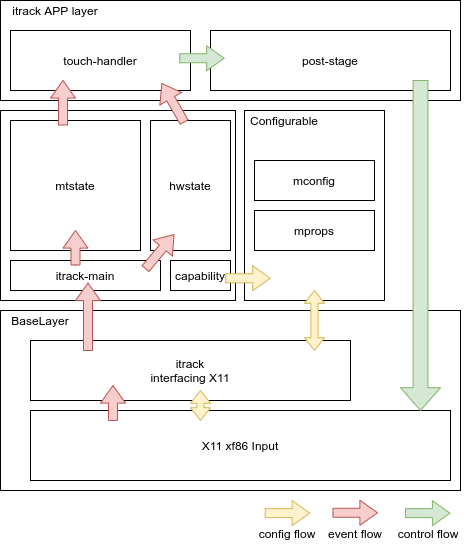 itrack APP layer
touch-handler
post-stage
Configurable
mtstate
hwstate
mconfig
mprops
itrack-main
capability
BaseLayer
itrack
interfacing X11
X11 xf86 Input
config flow
event flow
control flow